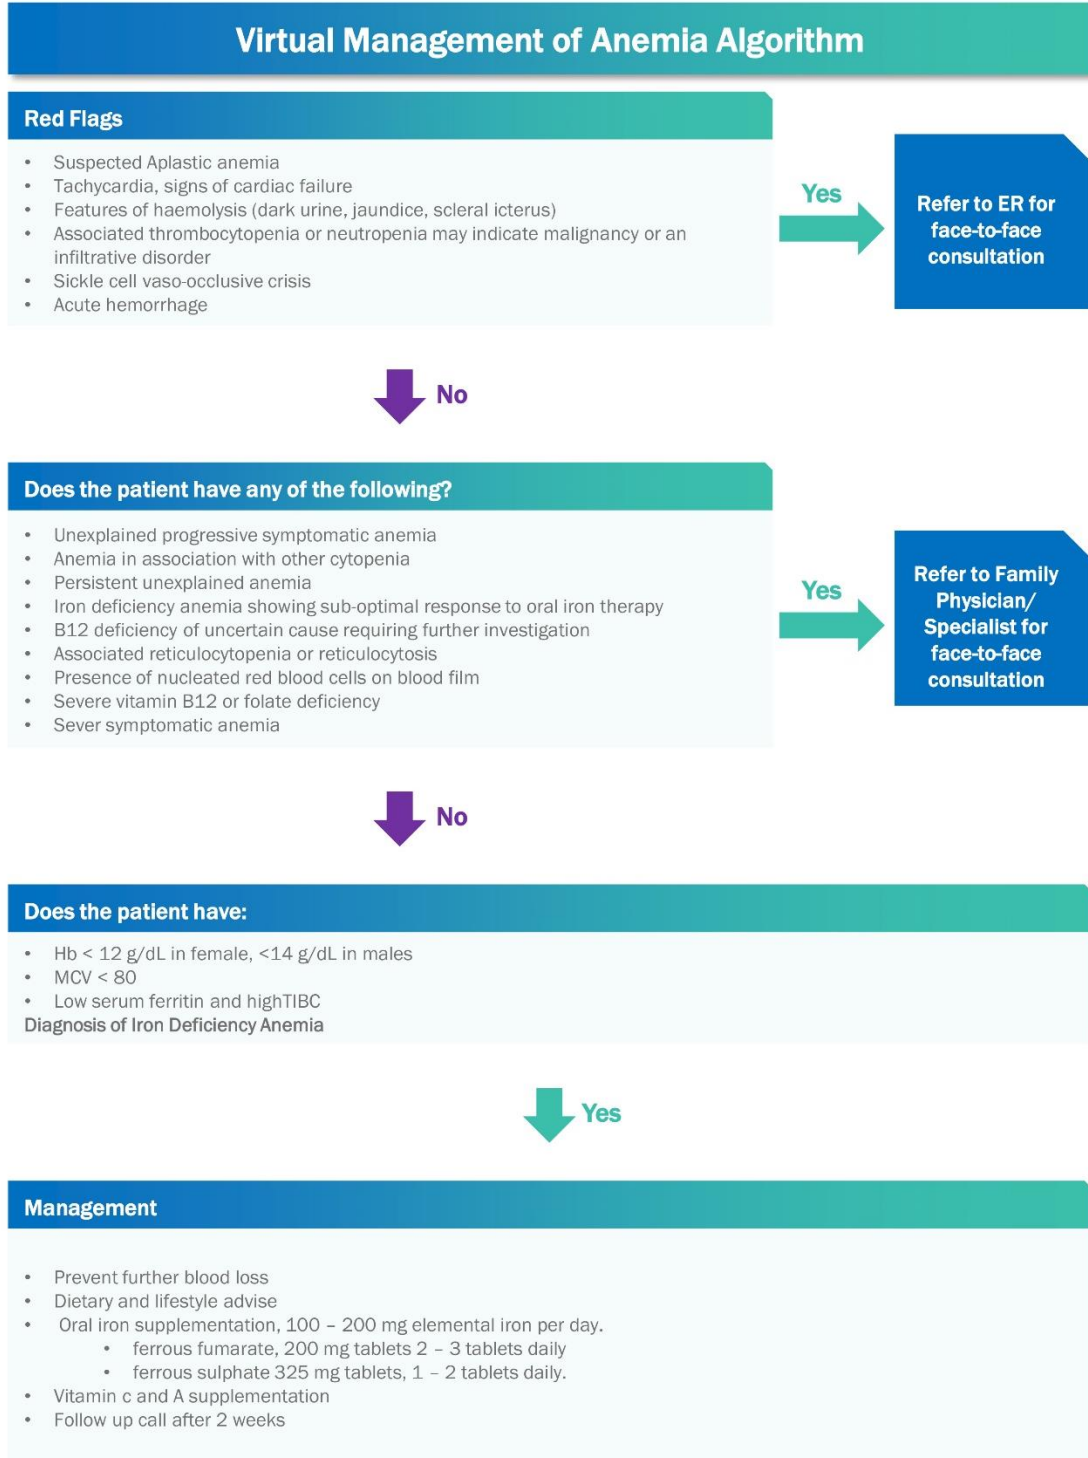 Virtual Management of Anemia Algorithm
Red Flags
• Suspected Aplastic anemia
• Tachycardia, signs of cardiac failure
• Features of haemolysis (dark urine, jaundice, scleral icterus)
• Associated thrombocytopenia or neutropenia may indicate malignancy or an
infiltrative disorder
• Sickle cell vaso-occlusive crisis
• Acute hemorrhage
Yes
Refer to ER for
face-to-face
consultation
No
Does the patient have any of the following?
• Unexplained progressive symptomatic anemia
• Anemia in association with other cytopenia
• Persistent unexplained anemia
• Iron deficiency anemia showing sub-optimal response to oral iron therapy
• B12 deficiency of uncertain cause requiring further investigation
• Associated reticulocytopenia or reticulocytosis
• Presence of nucleated red blood cells on blood film
• Severe vitamin B12 or folate deficiency
• Sever symptomatic anemia
Yes
Refer to Family
Physician/
Specialist for
face-to-face
consultation
No
Does the patient have:
• Hb < 12 g/dL in female, <14 g/dL in males
• MCV < 80
• Low serum ferritin and highTIBC
Diagnosis of Iron Deficiency Anemia
Yes
Management
• Prevent further blood loss
• Dietary and lifestyle advise
• Oral iron supplementation, 100 – 200 mg elemental iron per day.
• ferrous fumarate, 200 mg tablets 2 – 3 tablets daily
• ferrous sulphate 325 mg tablets, 1 – 2 tablets daily.
• Vitamin c and A supplementation
• Follow up call after 2 weeks